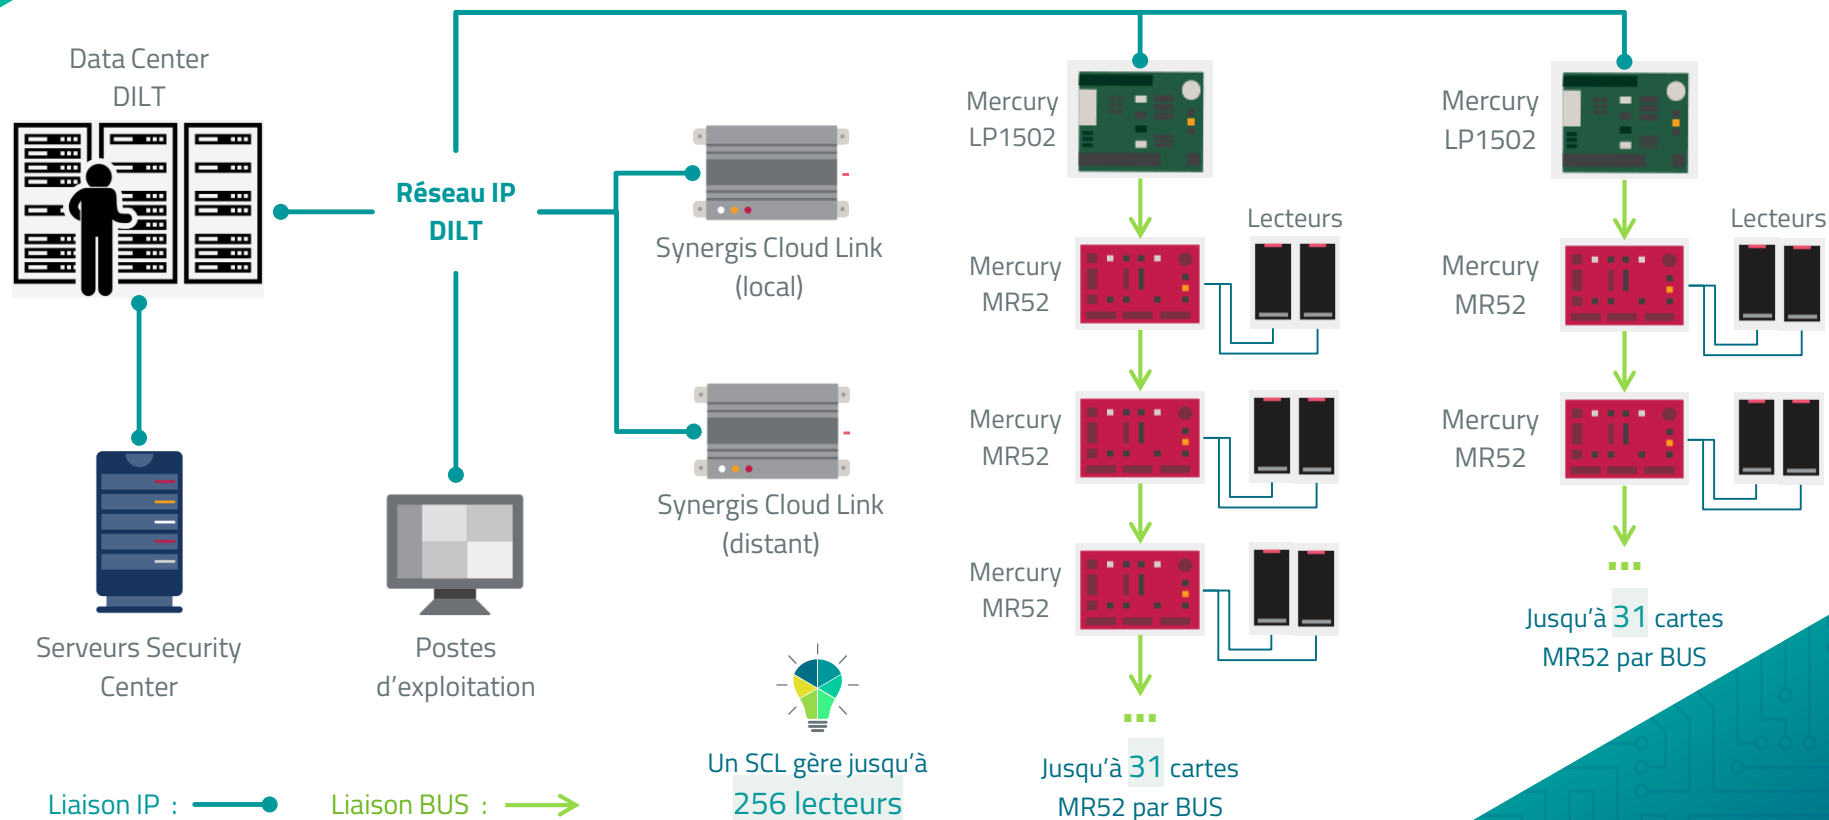 Data Center
DILT
Réseau IP
DILT
Serveurs Security
Center
Postes
d'exploitation
Synergis Cloud Link
(local)
Synergis Cloud Link
(distant)
Un SCL gère jusqu'à
256 lecteurs
Mercury
LP1502
Lecteurs
Mercury
MR52
Mercury
MR52
Mercury
MR52
Jusqu'à 31 cartes
MR52 par BUS
Mercury
LP1502
Lecteurs
Mercury
MR52
Mercury
MR52
Jusqu'à 31 cartes
MR52 par BUS
Liaison IP :
Liaison BUS :